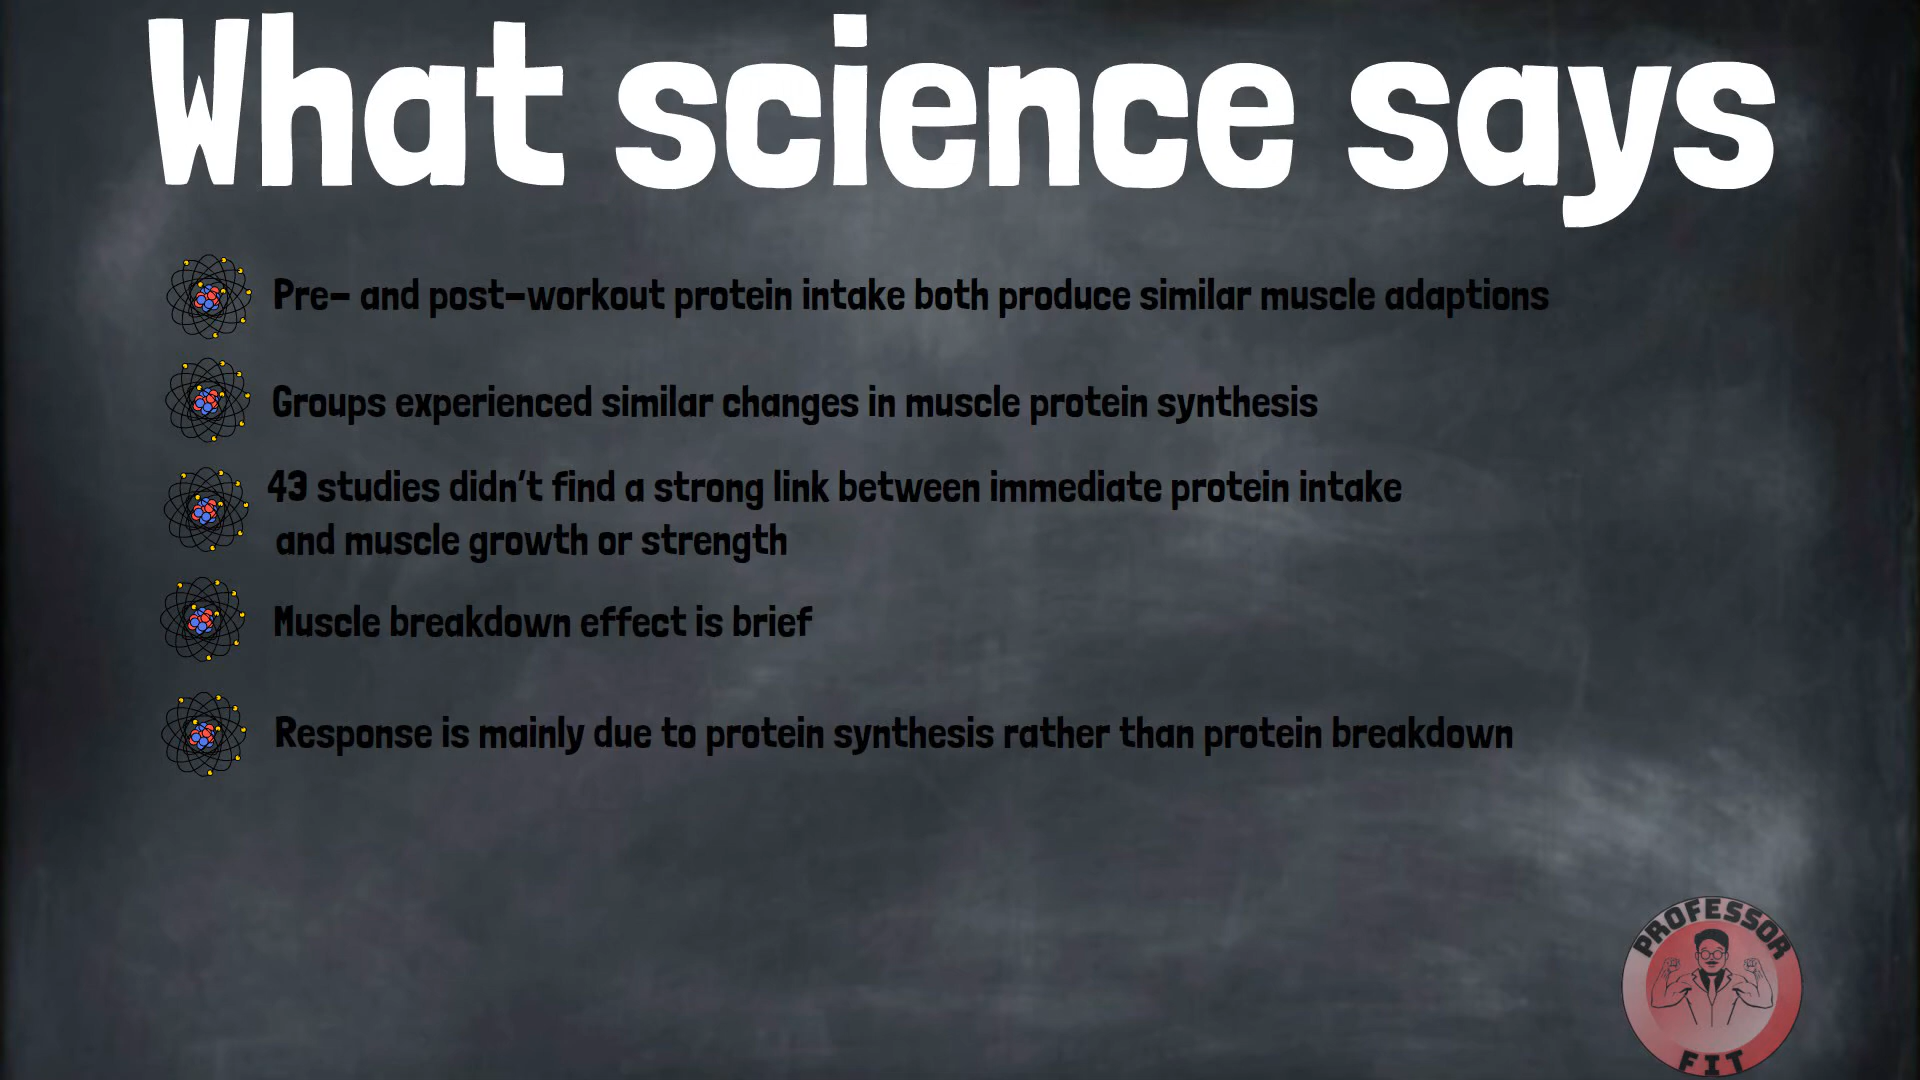 What science says
Pre- and post-workout protein intake both produce similar muscle adaptions
Groups experienced similar changes in muscle protein synthesis
43 studies didn't find a strong link between immediate protein intake
and muscle growth or strength
Muscle breakdown effect is brief
Response is mainly due to protein synthesis rather than protein breakdown
PROFESSOR
FIT